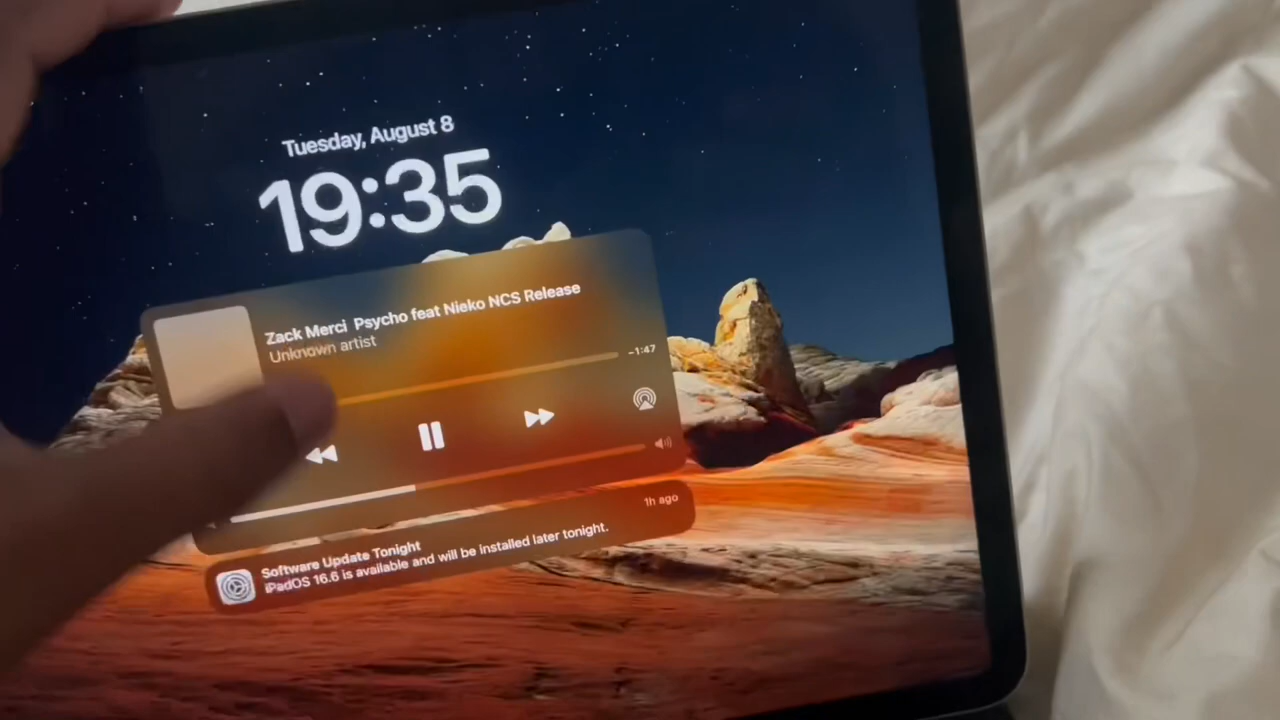 Tuesday, August 8
19:35
Zack Merci Psycho feat Nieko NCS Release
Unknown artist
-1:47
1h ago
Software Update Tonight
iPadOS 16.6 is available and will be installed later tonight.